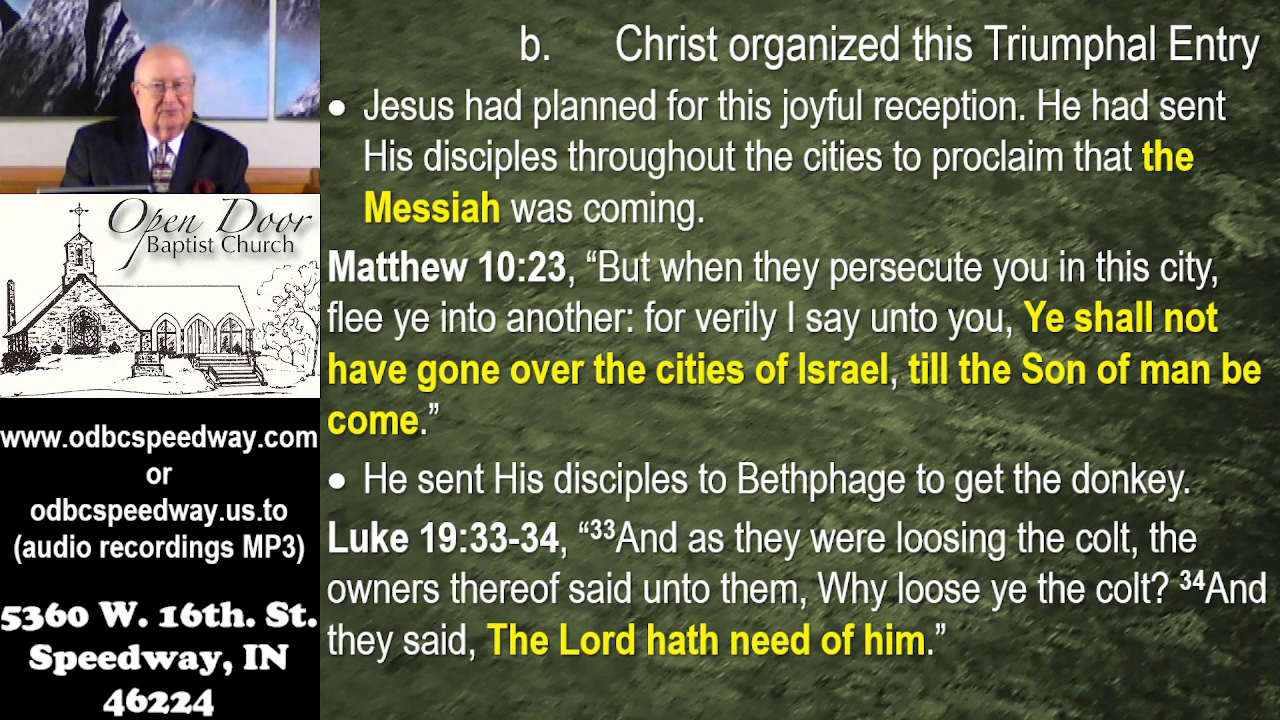 Open Door
Baptist Church
www.odbcspeedway.com
or
odbcspeedway.us.to
(audio recordings MP3)
5360 W. 16th. St.
Speedway, IN
46224
b. Christ organized this Triumphal Entry
• Jesus had planned for this joyful reception. He had sent
His disciples throughout the cities to proclaim that the
Messiah was coming.
Matthew 10:23, “But when they persecute you in this city,
flee ye into another: for verily I say unto you, Ye shall not
have gone over the cities of Israel, till the Son of man be
come.”
• He sent His disciples to Bethphage to get the donkey.
Luke 19:33-34, “33And as they were loosing the colt, the
owners thereof said unto them, Why loose ye the colt? 34And
they said, The Lord hath need of him.”